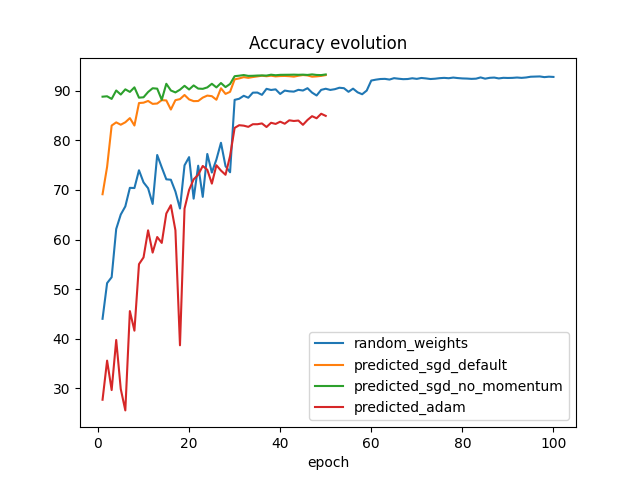 Accuracy evolution
90
80
70
60
50
40
30
0 20 40 60 80 100
epoch
random_weights
predicted_sgd_default
predicted_sgd_no_momentum
predicted_adam